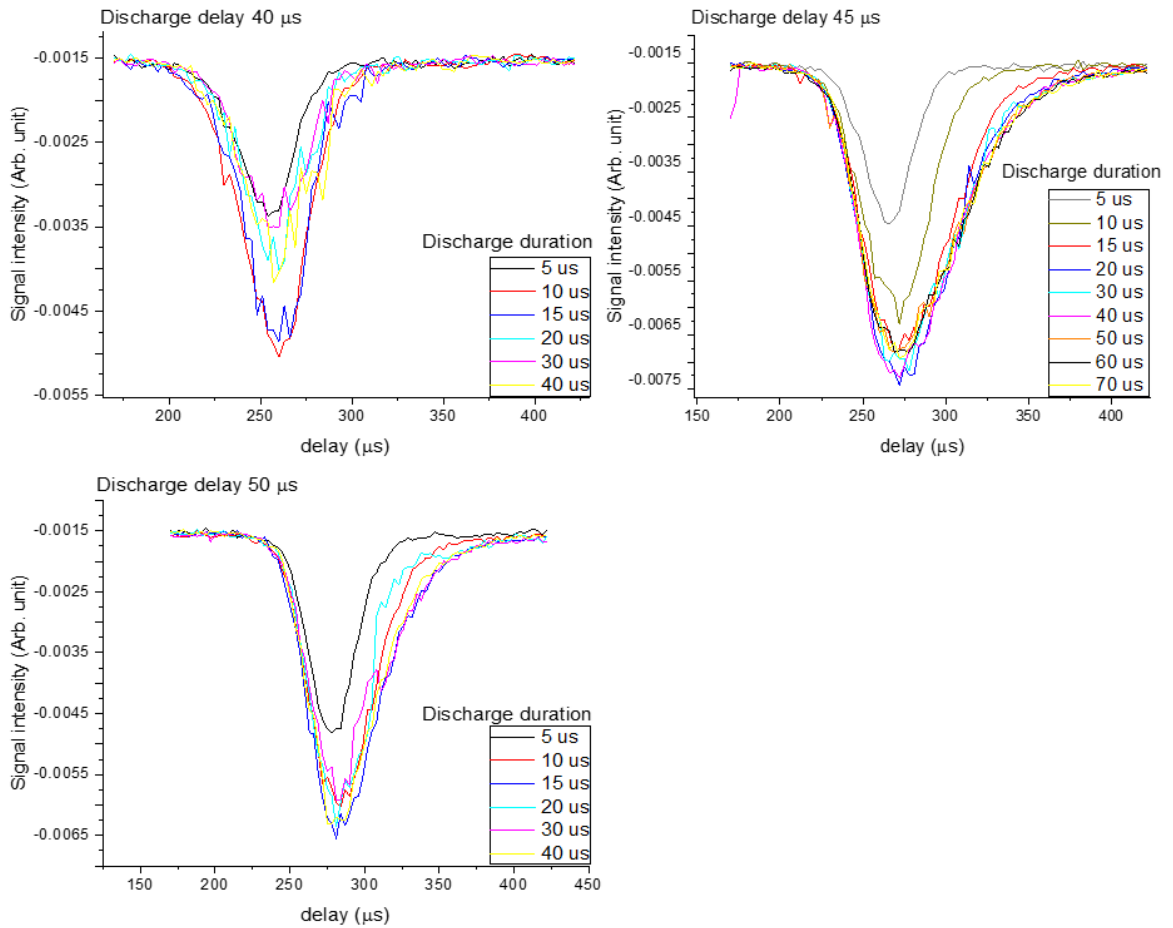 Discharge delay 40 μs
Signal intensity (Arb. unit)
-0.0015
-0.0025
-0.0035
-0.0045
-0.0055
200 250 300 350 400
delay (μs)
Discharge duration
5 us
10 us
15 us
20 us
30 us
40 us
Discharge delay 45 μs
Signal intensity (Arb. unit)
-0.0015
-0.0025
-0.0035
-0.0045
-0.0055
-0.0065
-0.0075
150 200 250 300 350 400
delay (μs)
Discharge duration
5 us
10 us
15 us
20 us
30 us
40 us
50 us
60 us
70 us
Discharge delay 50 μs
Signal intensity (Arb. unit)
-0.0015
-0.0025
-0.0035
-0.0045
-0.0055
-0.0065
150 200 250 300 350 400 450
delay (μs)
Discharge duration
5 us
10 us
15 us
20 us
30 us
40 us